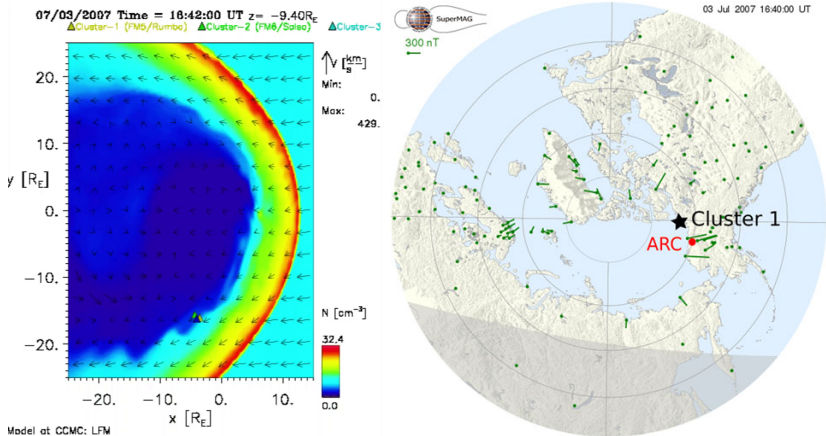 07/03/2007 Time = 16:42:00 UT z= -9.40RE
Cluster-1 (FM5/Rumba)
Cluster-2 (FM6/Salsa)
Cluster-3
V [km/s]
Min:
0.
Max:
429.
20.
10.
y [RE]
0.
-10.
-20.
N [cm-3]
32.4
0.0
-20.
-10.
0.
10.
x [RE]
Model at CCMC: LFM
SuperMAG
03 Jul 2007 16:40:00 UT
300 nT
Cluster 1
ARC